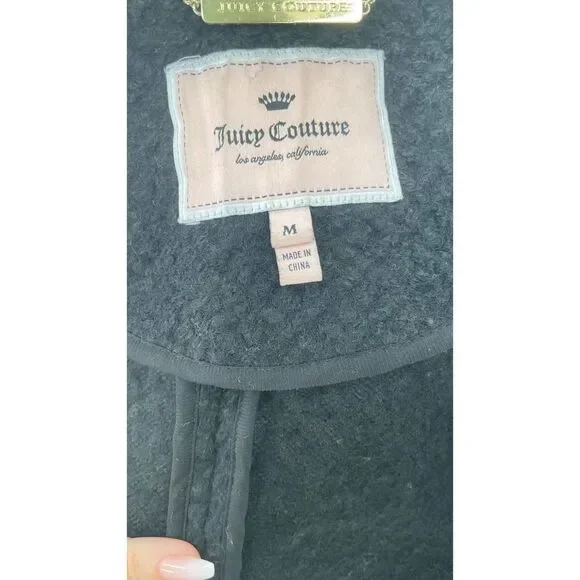 JUICY COUTURE
Juicy Couture
los angeles, california
M
MADE IN
CHINA